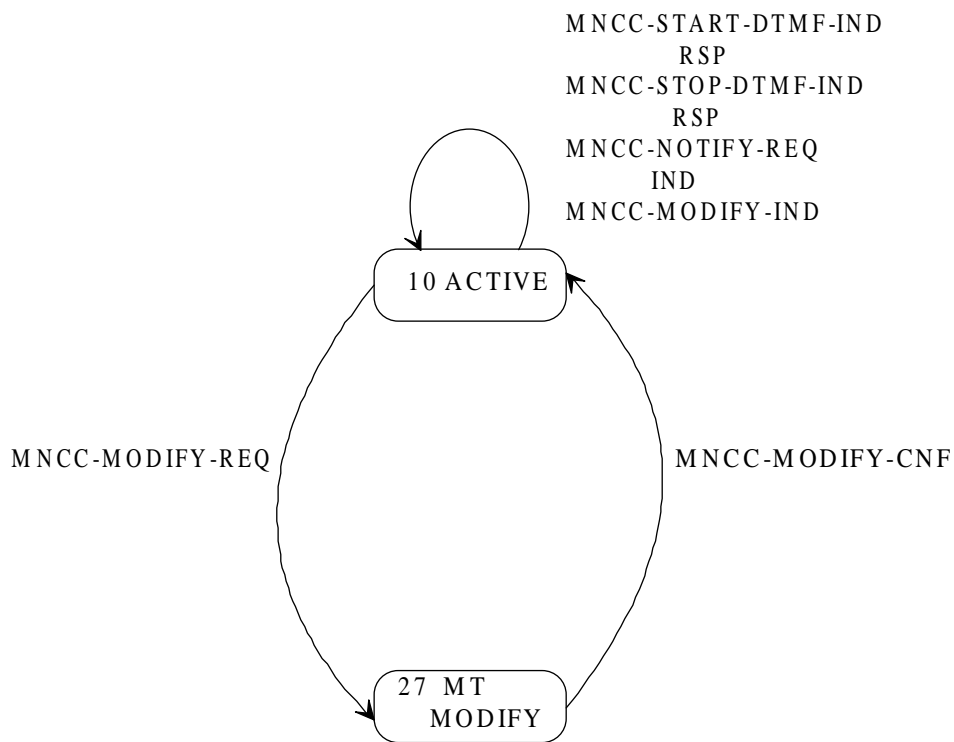 MNCC-START-DTMF-IND
RSP
MNCC-STOP-DTMF-IND
RSP
MNCC-NOTIFY-REQ
IND
MNCC-MODIFY-IND
10 ACTIVE
MNCC-MODIFY-REQ
MNCC-MODIFY-CNF
27 MT
MODIFY